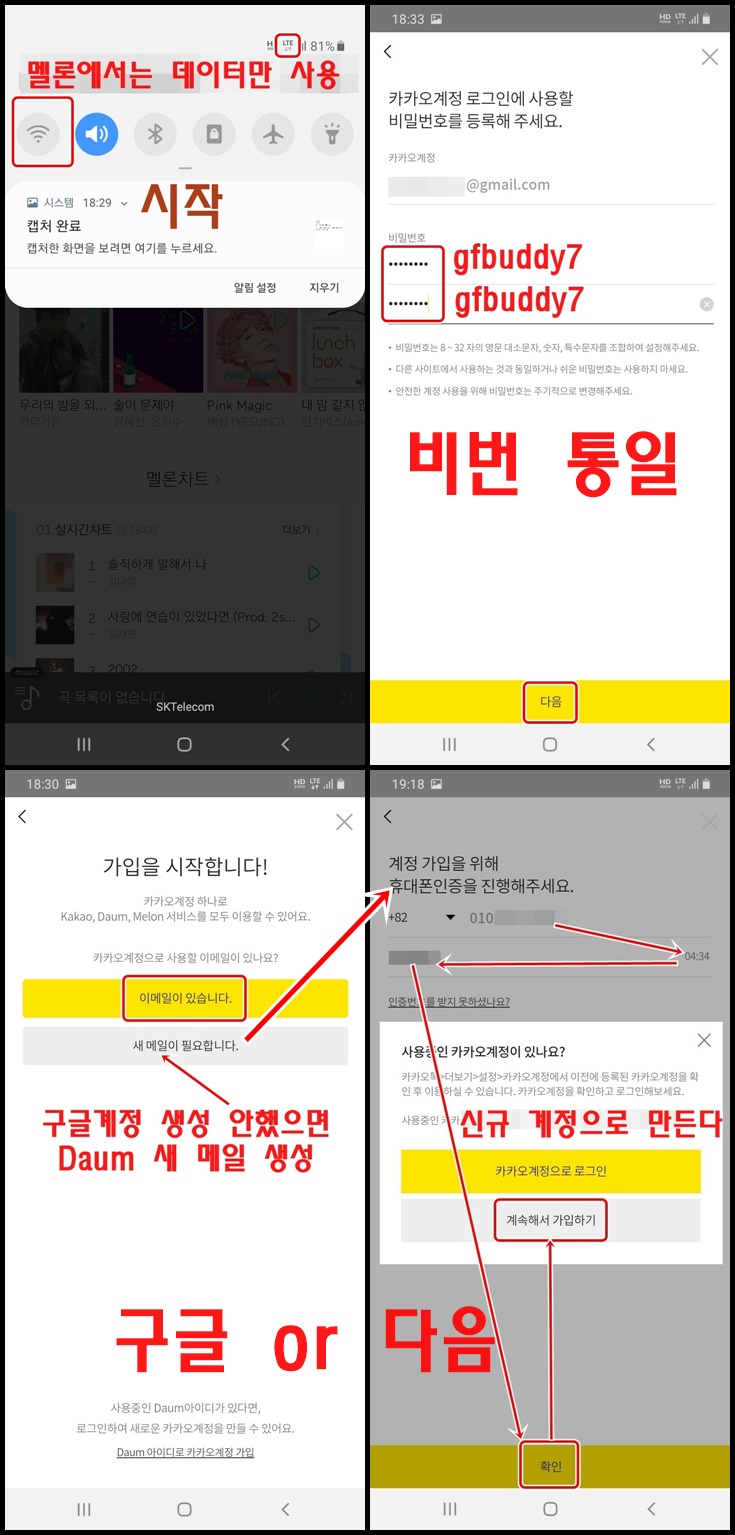 LTE
81%
멜론에서는 데이터만 사용
시스템 18:29
시작
캡처 완료
캡처한 화면을 보려면 여기를 누르세요.
알림 설정 지우기
lunch
box
Pink Magic
우리의 밤을 외... 술이 문제야 Pink Magic 내 맘 같지 않
카더가든 장혜진, 윤민수 예성 (YESUNG) 런치박스(lun
멜론차트 >
01 실시간차트 18:00 더보기 >
1 솔직하게 말해서 나
김나영
2 사랑에 연습이 있었다면 (Prod. 2s...
임재현
3 2002
music
곡 목록이 없습니다
SKTelecom
18:33 HD LTE
카카오계정 로그인에 사용할
비밀번호를 등록해 주세요.
카카오계정
@gmail.com
비밀번호
•••••••• gfbuddy7
•••••••• gfbuddy7
• 비밀번호는 8 ~ 32 자의 영문 대소문자, 숫자, 특수문자를 조합하여 설정해주세요.
• 다른 사이트에서 사용하는 것과 동일하거나 쉬운 비밀번호는 사용하지 마세요.
• 안전한 계정 사용을 위해 비밀번호는 주기적으로 변경해주세요.
비번 통일
다음
18:30 HD LTE
가입을 시작합니다!
카카오계정 하나로
Kakao, Daum, Melon 서비스를 모두 이용할 수 있어요.
카카오계정으로 사용할 이메일이 있나요?
이메일이 있습니다.
새 메일이 필요합니다.
구글계정 생성 안했으면
Daum 새 메일 생성
구글 or 다음
사용중인 Daum아이디가 있다면,
로그인하여 새로운 카카오계정을 만들 수 있어요.
Daum 아이디로 카카오계정 가입
19:18 HD LTE
계정 가입을 위해
휴대폰인증을 진행해주세요.
+82 010
04:34
인증번호를 받지 못하셨나요?
사용중인 카카오계정이 있나요?
카카오톡>더보기>설정>카카오계정에서 이전에 등록된 카카오계정을 확
인 후 이용하실 수 있습니다. 카카오계정을 확인하고 로그인해보세요.
사용중인 카카
신규 계정으로 만든다
카카오계정으로 로그인
계속해서 가입하기
확인